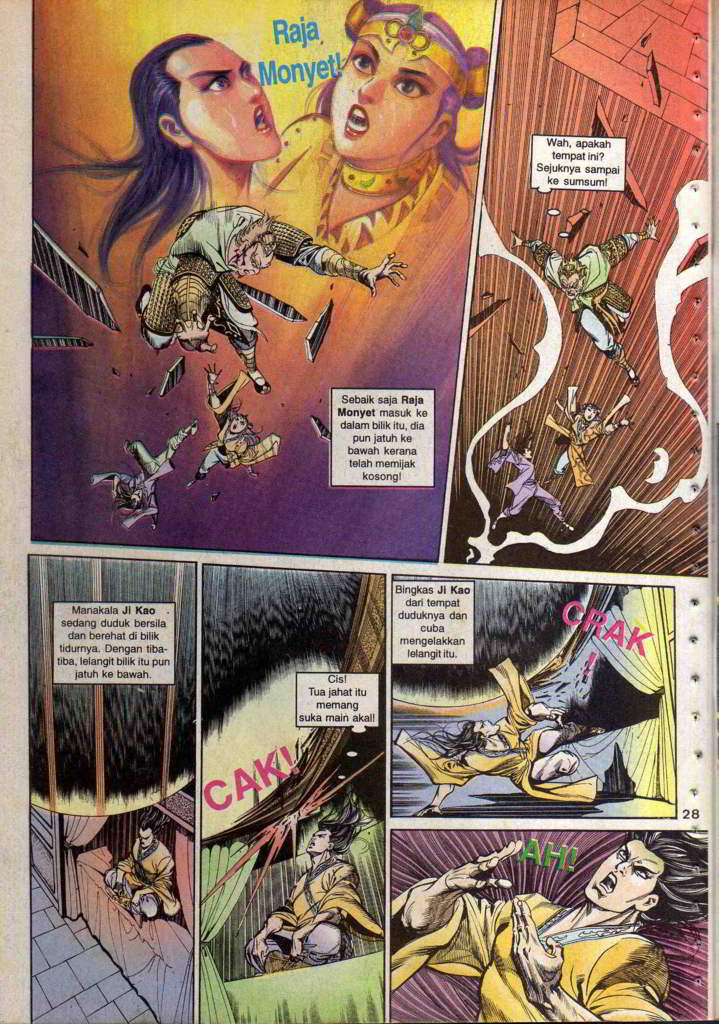 Raja
Monyet!
Wah, apakah
tempat ini?
Sejuknya sampai
ke sumsum!
Sebaik saja Raja
Monyet masuk ke
dalam bilik itu, dia
pun jatuh ke
bawah kerana
telah memijak
kosong!
Manakala Ji Kao
sedang duduk bersila
dan berehat di bilik
tidurnya. Dengan tiba-
tiba, lelangit bilik itu pun
jatuh ke bawah.
Cis!
Tua jahat itu
memang
suka main akal!
CAK!
Bingkas Ji Kao
dari tempat
duduknya dan
cuba
mengelakkan
lelangit itu.
CRAK
!
28
AH!